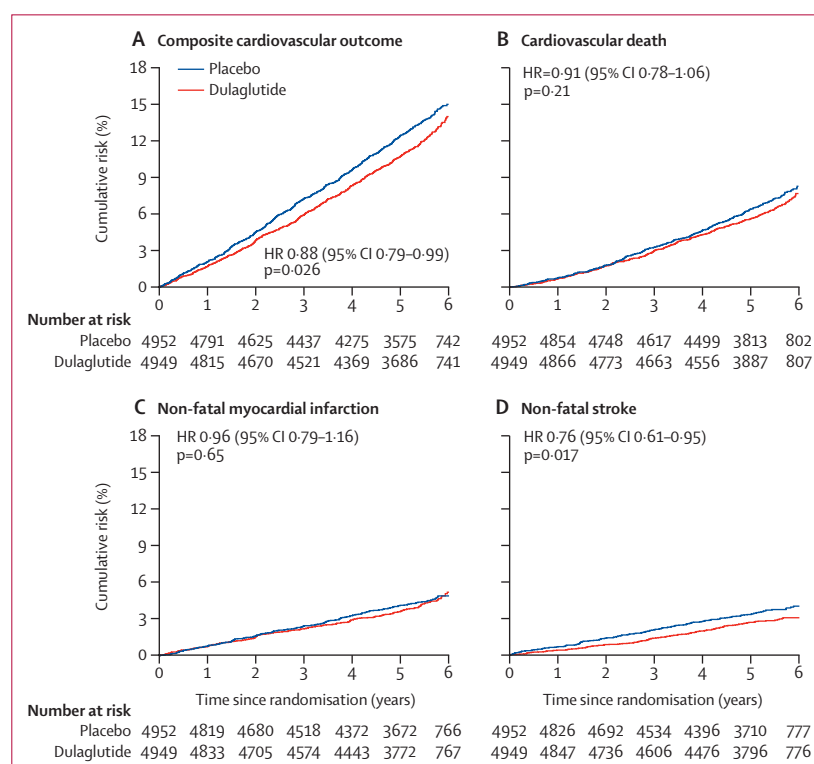 A Composite cardiovascular outcome
18
15
12
9
6
3
0
Cumulative risk (%)
Placebo
Dulaglutide
HR 0·88 (95% CI 0·79–0·99)
p=0·026
0 1 2 3 4 5 6
Number at risk
Placebo 4952 4791 4625 4437 4275 3575 742
Dulaglutide 4949 4815 4670 4521 4369 3686 741
B Cardiovascular death
HR=0·91 (95% CI 0·78–1·06)
p=0·21
0 1 2 3 4 5 6
4952 4854 4748 4617 4499 3813 802
4949 4866 4773 4663 4556 3887 807
C Non-fatal myocardial infarction
18
15
12
9
6
3
0
Cumulative risk (%)
HR 0·96 (95% CI 0·79–1·16)
p=0·65
0 1 2 3 4 5 6
Time since randomisation (years)
Number at risk
Placebo 4952 4819 4680 4518 4372 3672 766
Dulaglutide 4949 4833 4705 4574 4443 3772 767
D Non-fatal stroke
HR 0·76 (95% CI 0·61–0·95)
p=0·017
0 1 2 3 4 5 6
Time since randomisation (years)
4952 4826 4692 4534 4396 3710 777
4949 4847 4736 4606 4476 3796 776